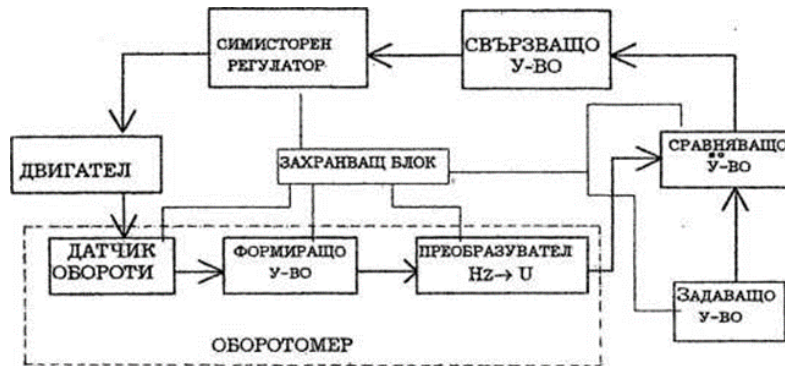 СИМИСТОРЕН
РЕГУЛАТОР
СВЪРЗВАЩО
У-ВО
ДВИГАТЕЛ
ЗАХРАНВАЩ БЛОК
СРАВНЯВАЩО
У-ВО
ДАТЧИК
ОБОРОТИ
ФОРМИРАЩО
У-ВО
ПРЕОБРАЗУВАТЕЛ
Hz→ U
ЗАДАВАЩО
У-ВО
ОБОРОТОМЕР